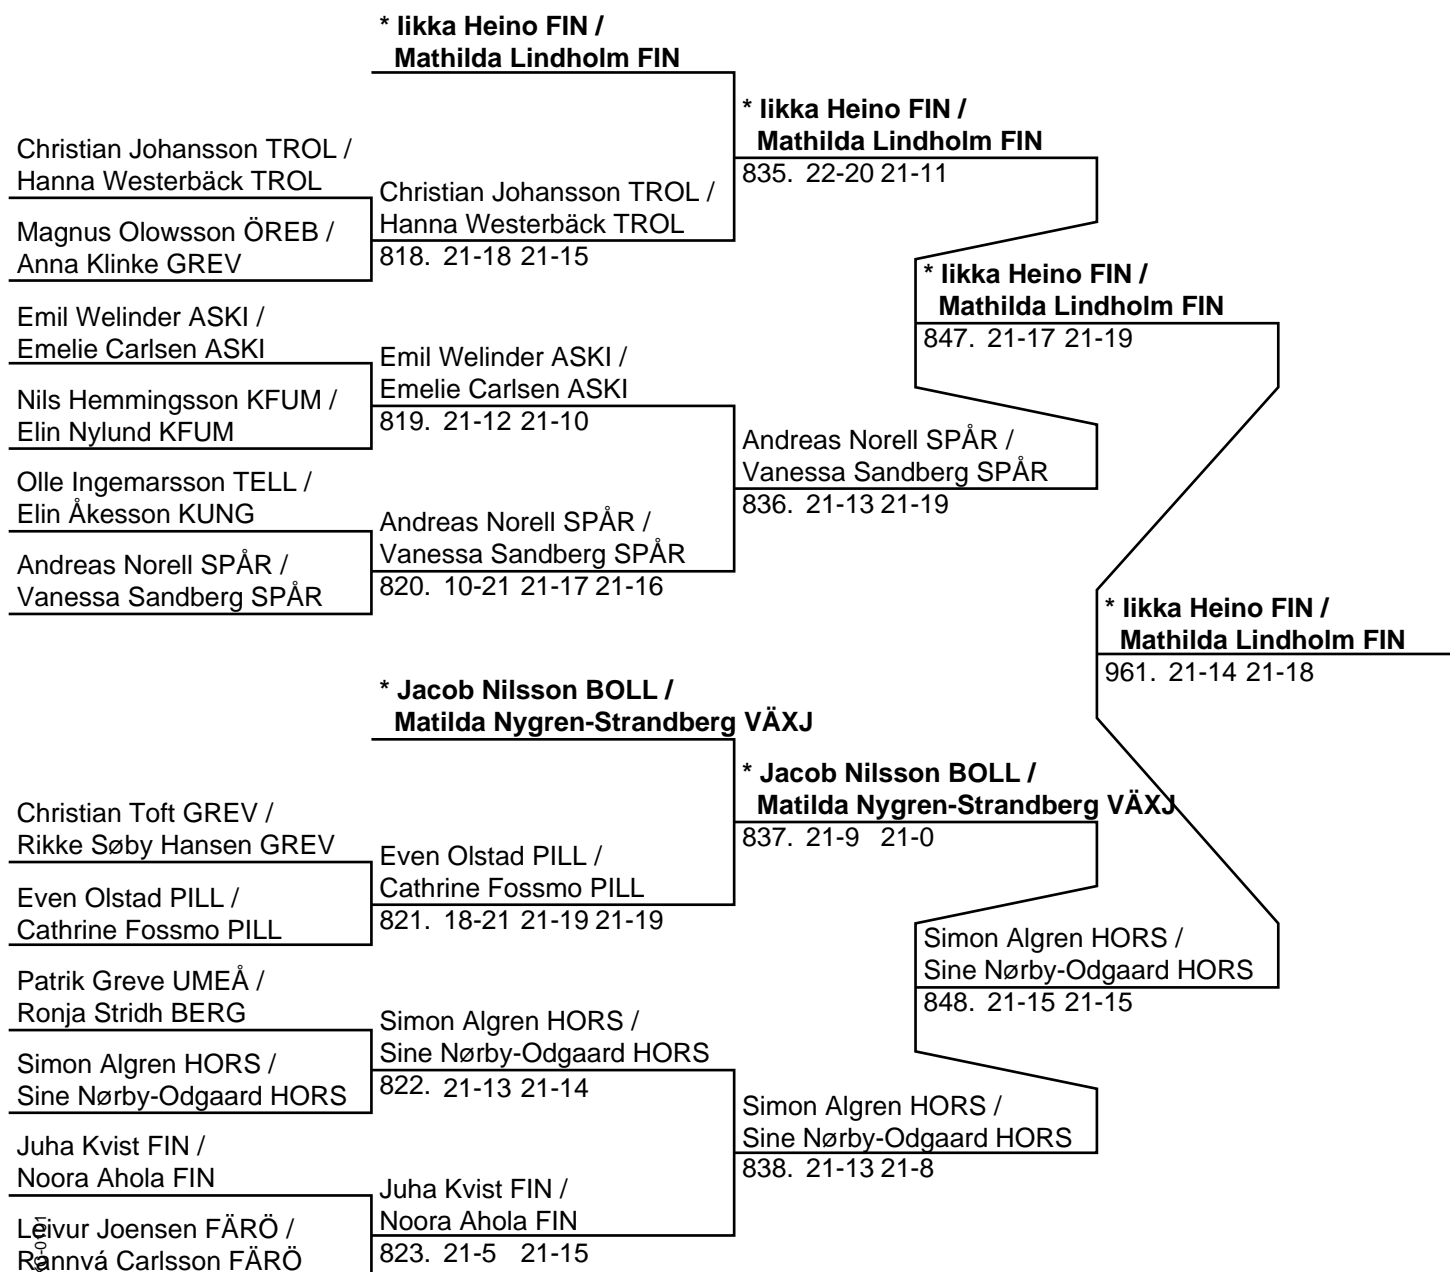 * Iikka Heino FIN /
Mathilda Lindholm FIN
* Iikka Heino FIN /
Mathilda Lindholm FIN
835. 22-20 21-11
Christian Johansson TROL /
Hanna Westerbäck TROL
Christian Johansson TROL /
Hanna Westerbäck TROL
818. 21-18 21-15
Magnus Olowsson ÖREB /
Anna Klinke GREV
* Iikka Heino FIN /
Mathilda Lindholm FIN
847. 21-17 21-19
Emil Welinder ASKI /
Emelie Carlsen ASKI
Emil Welinder ASKI /
Emelie Carlsen ASKI
819. 21-12 21-10
Nils Hemmingsson KFUM /
Elin Nylund KFUM
Andreas Norell SPÅR /
Vanessa Sandberg SPÅR
836. 21-13 21-19
Olle Ingemarsson TELL /
Elin Åkesson KUNG
Andreas Norell SPÅR /
Vanessa Sandberg SPÅR
820. 10-21 21-17 21-16
Andreas Norell SPÅR /
Vanessa Sandberg SPÅR
* Iikka Heino FIN /
Mathilda Lindholm FIN
961. 21-14 21-18
* Jacob Nilsson BOLL /
Matilda Nygren-Strandberg VÄXJ
* Jacob Nilsson BOLL /
Matilda Nygren-Strandberg VÄXJ
837. 21-9 21-0
Christian Toft GREV /
Rikke Søby Hansen GREV
Even Olstad PILL /
Cathrine Fossmo PILL
821. 18-21 21-19 21-19
Even Olstad PILL /
Cathrine Fossmo PILL
Simon Algren HORS /
Sine Nørby-Odgaard HORS
848. 21-15 21-15
Patrik Greve UMEÅ /
Ronja Stridh BERG
Simon Algren HORS /
Sine Nørby-Odgaard HORS
822. 21-13 21-14
Simon Algren HORS /
Sine Nørby-Odgaard HORS
Simon Algren HORS /
Sine Nørby-Odgaard HORS
838. 21-13 21-8
Juha Kvist FIN /
Noora Ahola FIN
Juha Kvist FIN /
Noora Ahola FIN
823. 21-5 21-15
Leivur Joensen FÄRÖ /
Rannvá Carlsson FÄRÖ